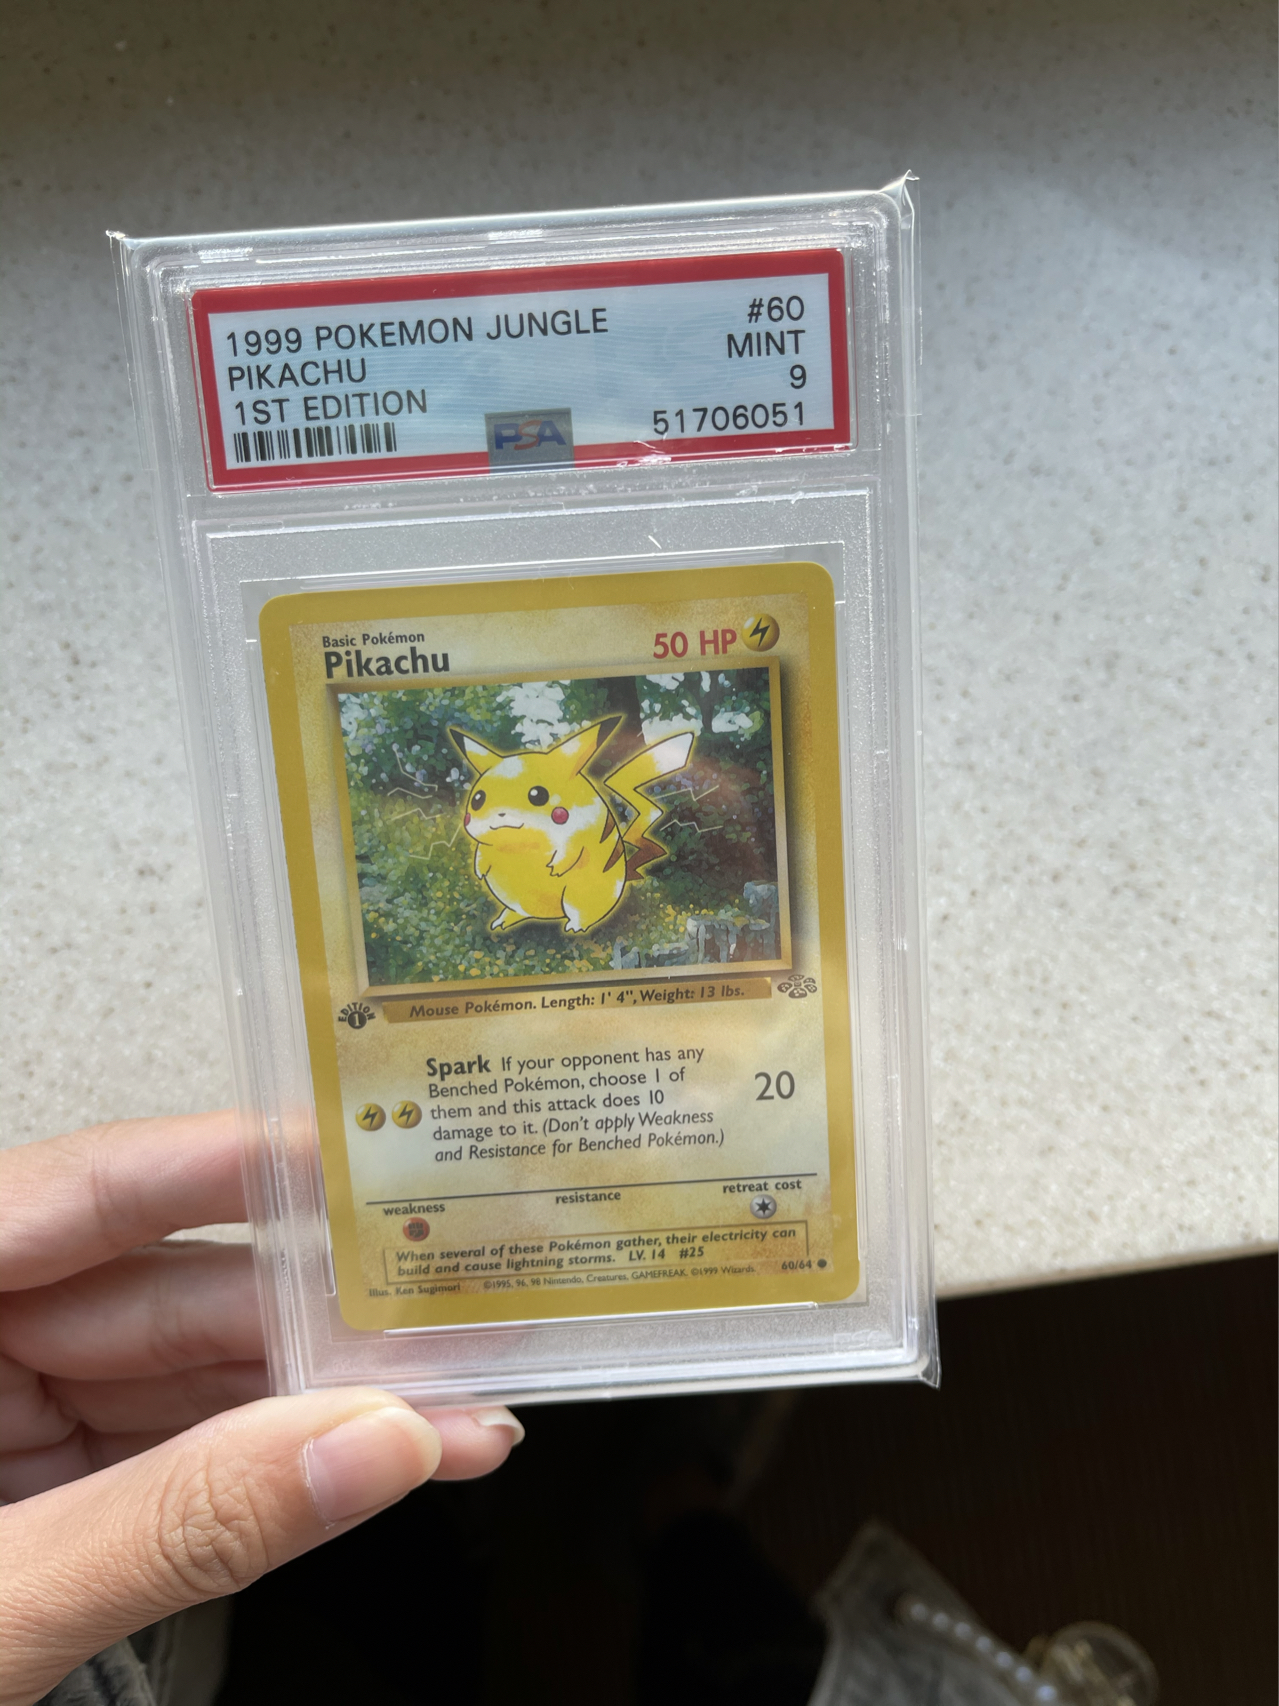 1999 POKEMON JUNGLE #60
PIKACHU MINT
1ST EDITION 9
PSA 51706051
Basic Pokémon
Pikachu 50 HP
Mouse Pokémon. Length: 1' 4", Weight: 13 lbs.
EDITION
1
Spark If your opponent has any
Benched Pokémon, choose 1 of
them and this attack does 10
damage to it. (Don't apply Weakness
and Resistance for Benched Pokémon.)
20
weakness resistance retreat cost
When several of these Pokémon gather, their electricity can
build and cause lightning storms. LV. 14 #25
Illus. Ken Sugimori ©1995, 96, 98 Nintendo, Creatures, GAMEFREAK. ©1999 Wizards. 60/64